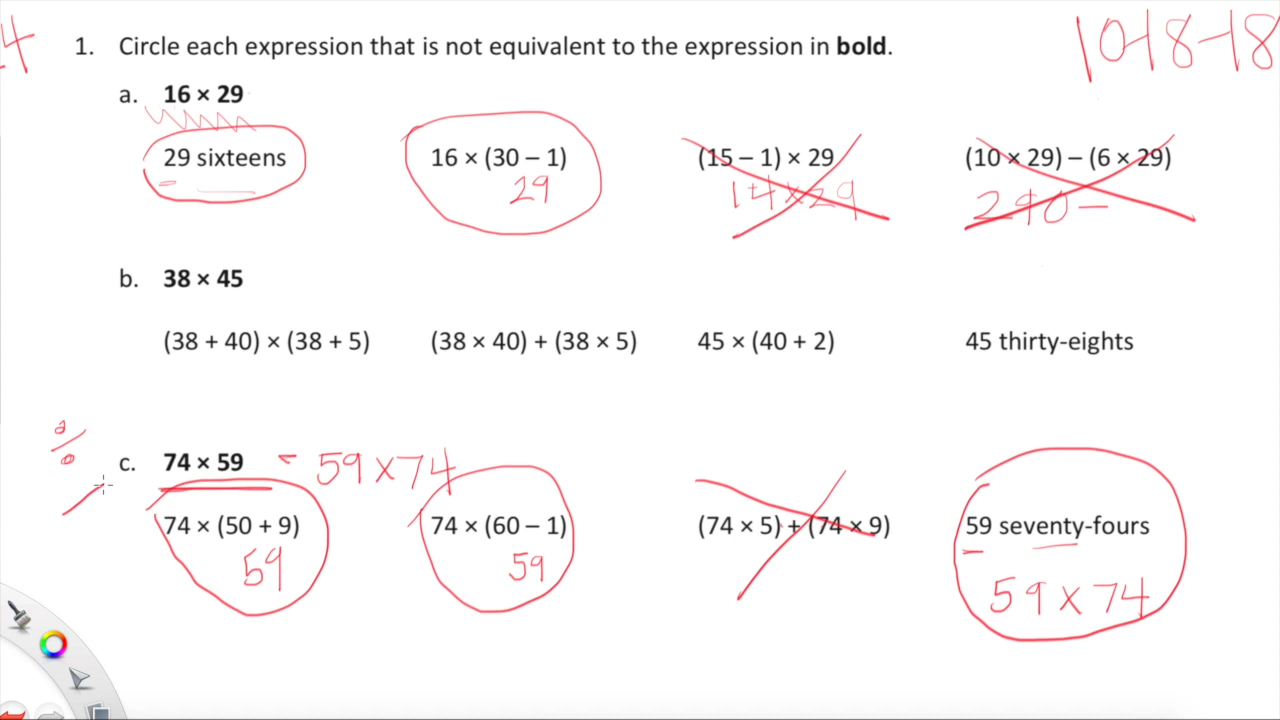 1. Circle each expression that is not equivalent to the expression in bold.
10-18-18
a. 16 × 29
29 sixteens 16 × (30 – 1) (15 – 1) × 29 (10 × 29) – (6 × 29)
29 14 × 29 290 –
b. 38 × 45
(38 + 40) × (38 + 5) (38 × 40) + (38 × 5) 45 × (40 + 2) 45 thirty-eights
c. 74 × 59 = 59 × 74
74 × (50 + 9) 74 × (60 – 1) (74 × 5) + (74 × 9) 59 seventy-fours
59 59 59 × 74